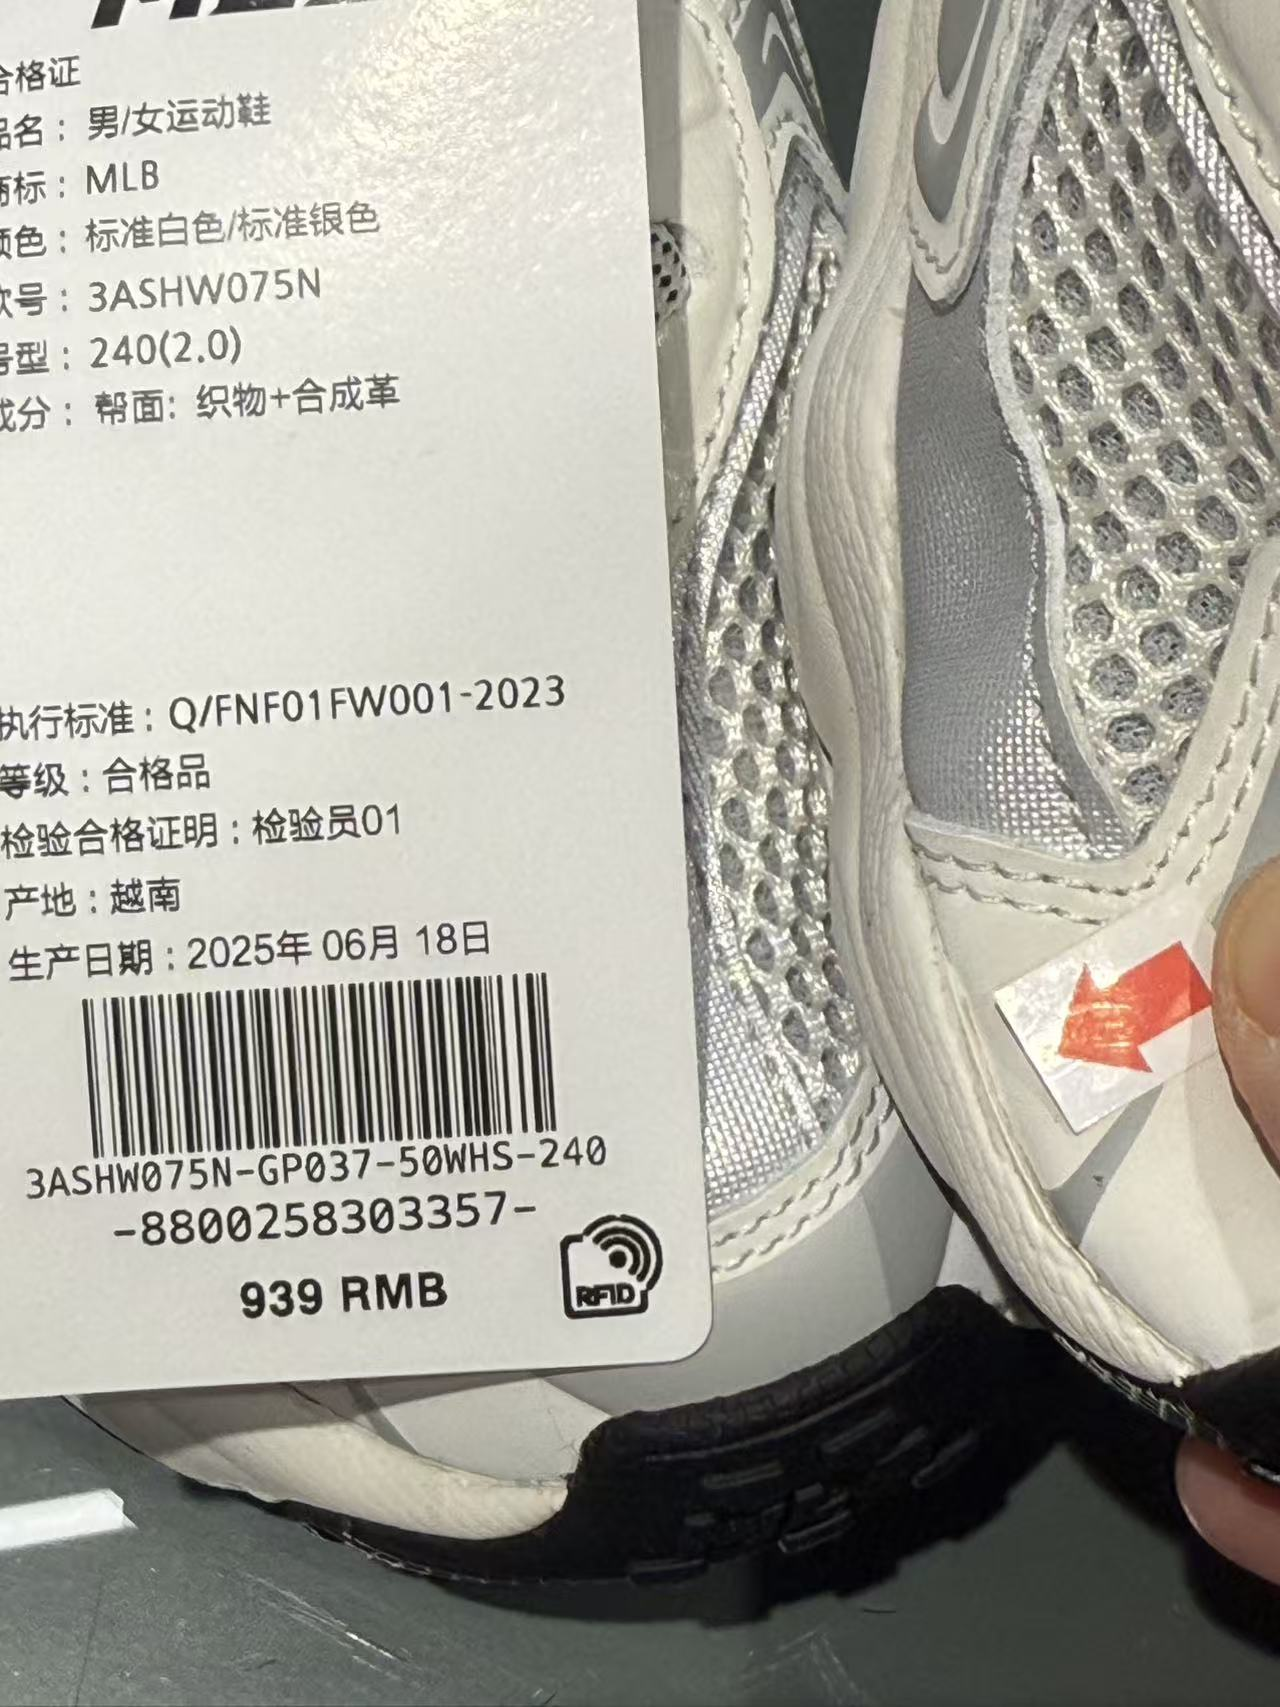 合格证
品名：男/女运动鞋
商标：MLB
颜色：标准白色/标准银色
款号：3ASHW075N
号型：240(2.0)
成分：帮面：织物+合成革
执行标准：Q/FNF01FW001-2023
等级：合格品
检验合格证明：检验员01
产地：越南
生产日期：2025年 06月 18日
3ASHW075N-GP037-50WHS-240
-8800258303357-
939 RMB
RFID